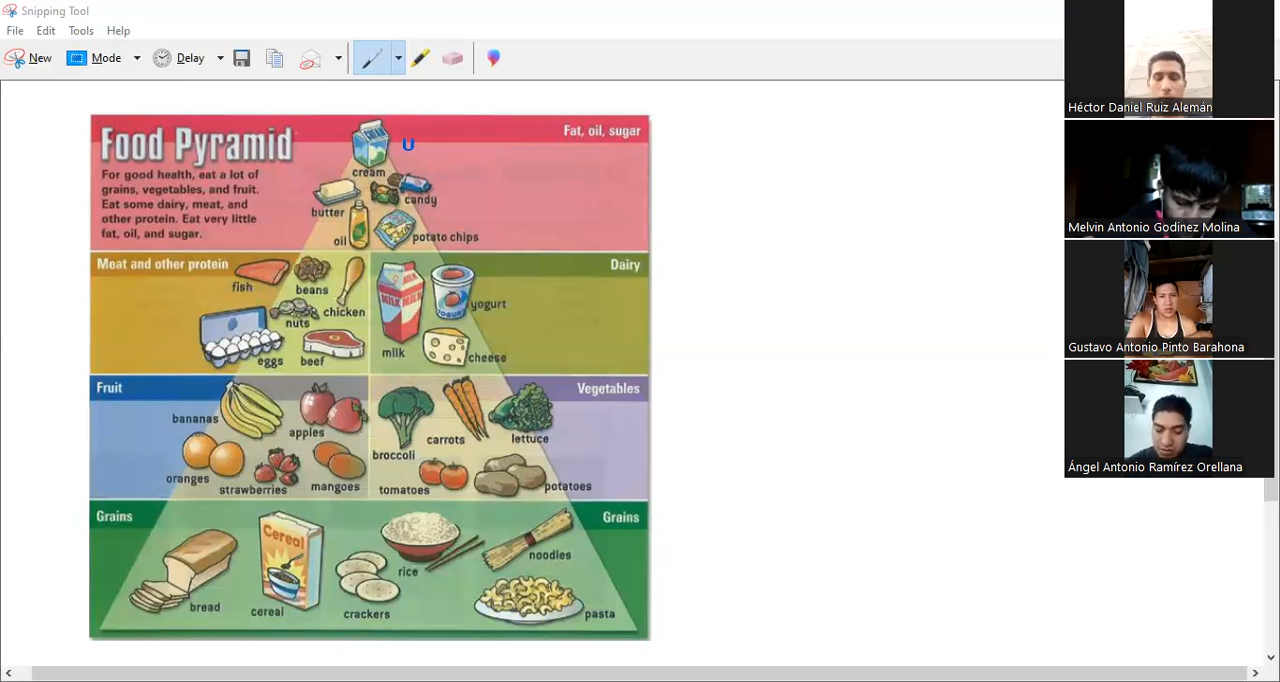 Snipping Tool
File Edit Tools Help
New Mode Delay
Food Pyramid
For good health, eat a lot of
grains, vegetables, and fruit.
Eat some dairy, meat, and
other protein. Eat very little
fat, oil, and sugar.
Fat, oil, sugar
CREAM
U
cream
butter
candy
oil
potato chips
Meat and other protein
fish
beans
chicken
nuts
eggs
beef
Dairy
MILK
MILK
YOGURT
yogurt
milk
cheese
Fruit
bananas
apples
oranges
strawberries
mangoes
Vegetables
broccoli
carrots
lettuce
tomatoes
potatoes
Grains
Grains
Cereal
bread
cereal
crackers
rice
noodles
pasta
Héctor Daniel Ruiz Alemán
Melvin Antonio Godinez Molina
Gustavo Antonio Pinto Barahona
Ángel Antonio Ramírez Orellana